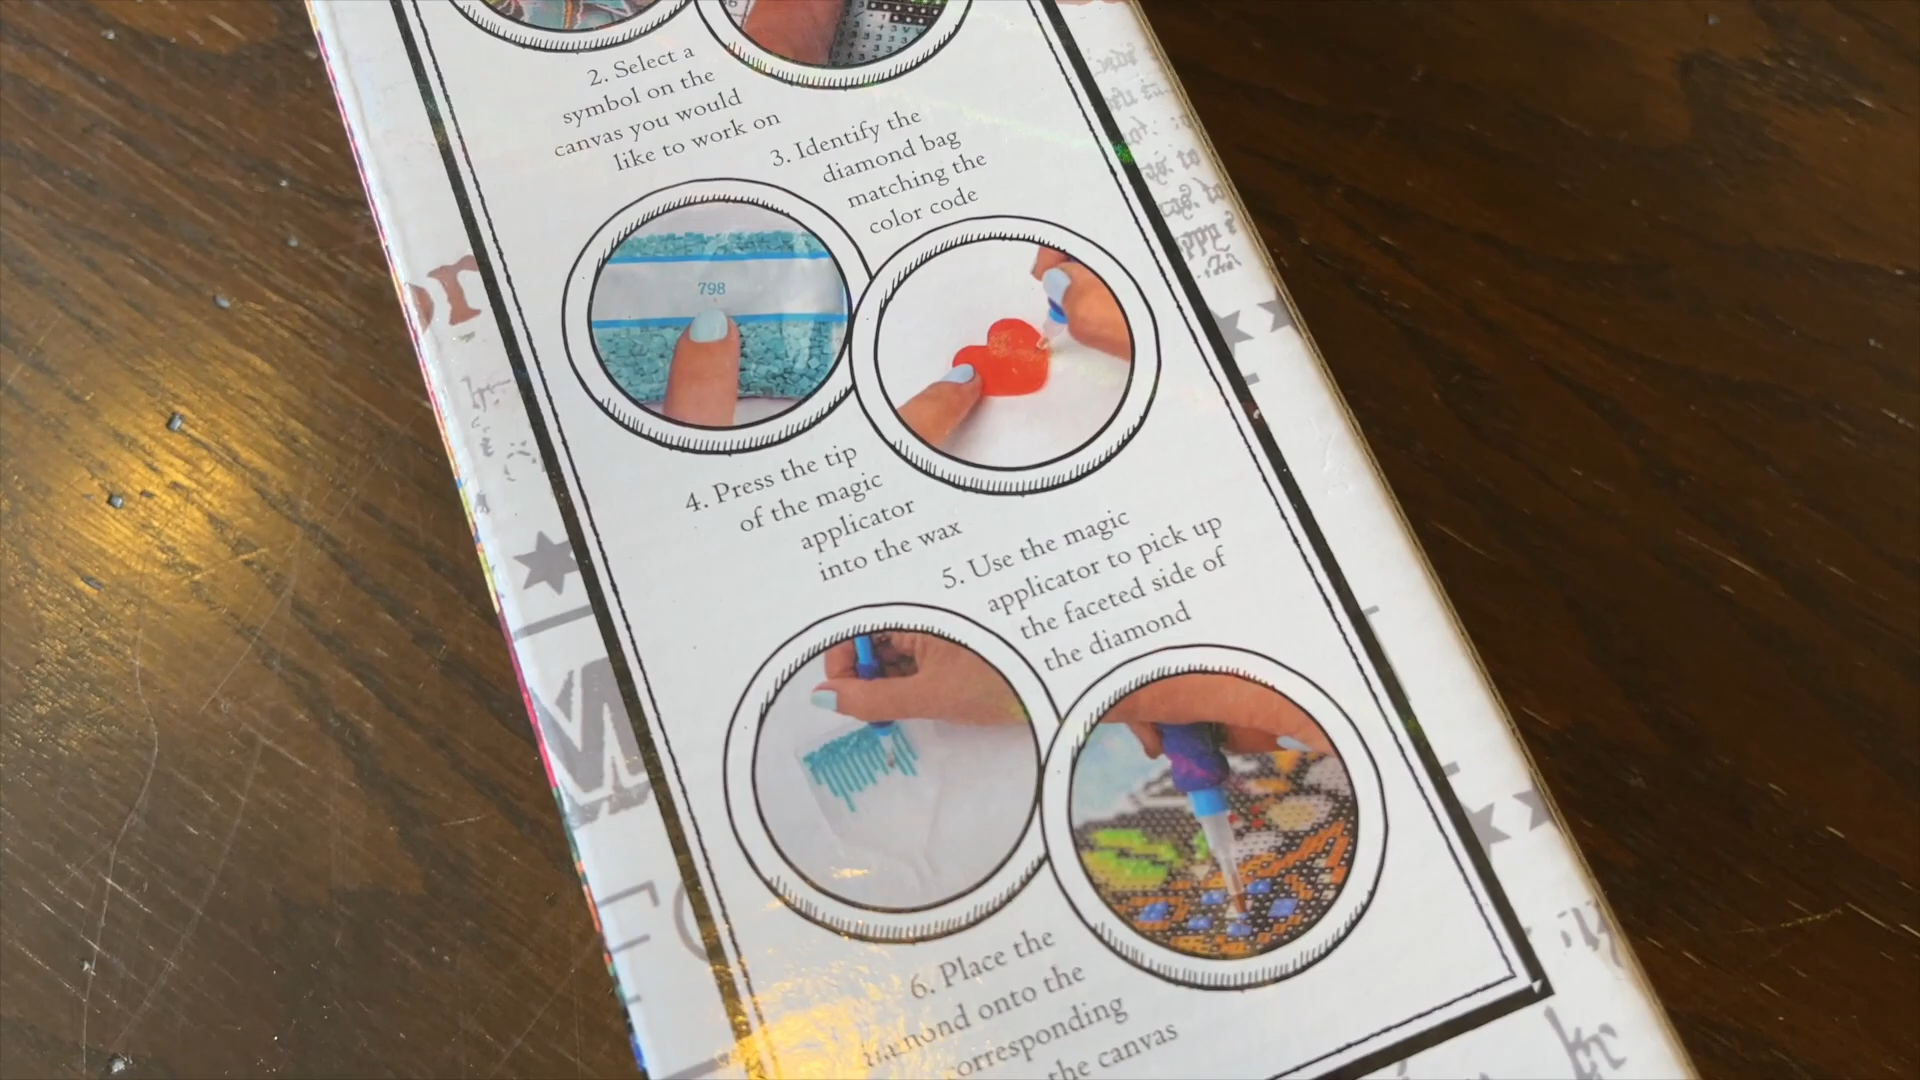 2. Select a
symbol on the
canvas you would
like to work on
3. Identify the
diamond bag
matching the
color code
798
4. Press the tip
of the magic
applicator
into the wax
5. Use the magic
applicator to pick up
the faceted side of
the diamond
6. Place the
diamond onto the
corresponding
the canvas